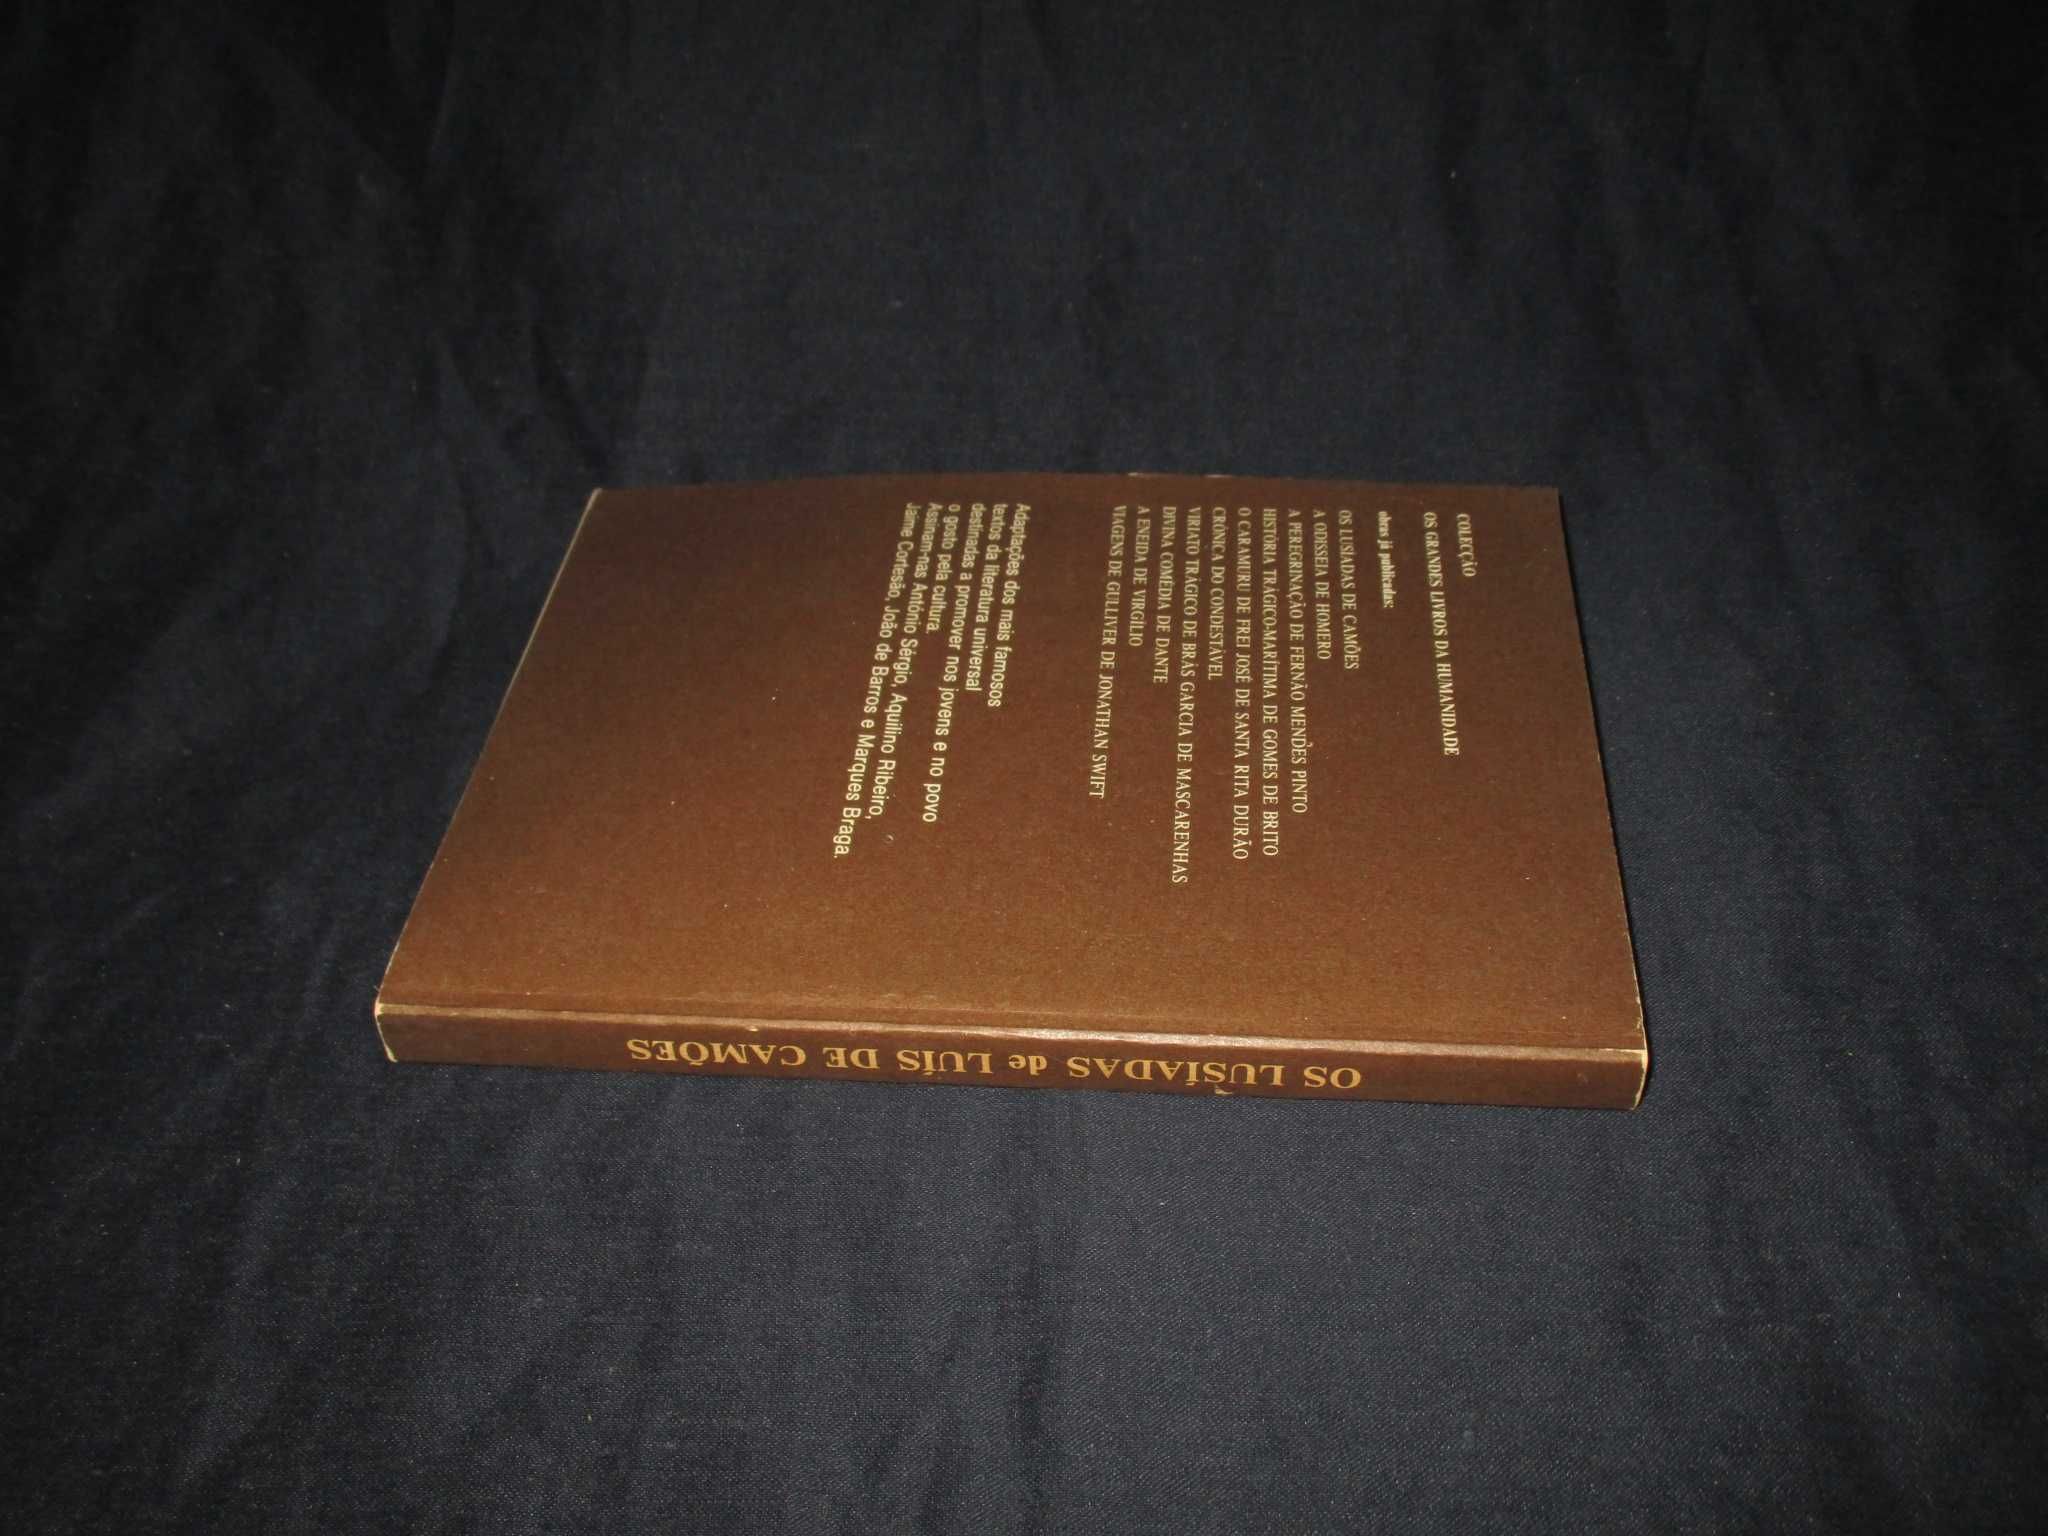 COLECÇÃO
OS GRANDES LIVROS DA HUMANIDADE
obras já publicadas:
OS LUSÍADAS DE CAMÕES
A ODISSEIA DE HOMERO
A PEREGRINAÇÃO DE FERNÃO MENDES PINTO
HISTÓRIA TRÁGICO-MARÍTIMA DE GOMES DE BRITO
O CARAMURU DE FREI JOSÉ DE SANTA RITA DURÃO
CRÓNICA DO CONDESTÁVEL
VIRIATO TRÁGICO DE BRÁS GARCIA DE MASCARENHAS
DIVINA COMÉDIA DE DANTE
A ENEIDA DE VIRGÍLIO
VIAGENS DE GULLIVER DE JONATHAN SWIFT
Adaptações dos mais famosos
textos da literatura universal
destinadas a promover nos jovens e no povo
o gosto pela cultura.
Assinam-nas António Sérgio, Aquilino Ribeiro,
Jaime Cortesão, João de Barros e Marques Braga.
OS LUSÍADAS de LUÍS DE CAMÕES